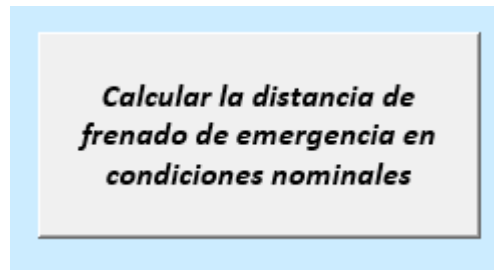 Calcular la distancia de
frenado de emergencia en
condiciones nominales